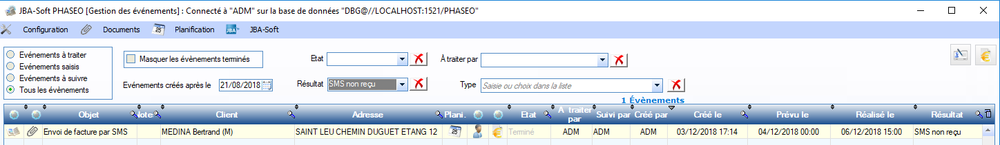 JBA-Soft PHASEO [Gestion des événements] : Connecté à "ADM" sur la base de données "DBG@//LOCALHOST:1521/PHASEO"
Configuration Documents 25 Planification JBA JBA-Soft
Evénements à traiter
Evénements saisis
Evénements à suivre
Tous les évènements
Masquer les évènements terminés
Etat
À traiter par
Evénements créés après le 21/08/2018
Résultat SMS non reçu
Type Saisie ou choix dans la liste
1 Évènements
Objet Notes Client Adresse Plani. Etat A traiter par Suivi par Créé par Créé le Prévu le Réalisé le Résultat
Envoi de facture par SMS MEDINA Bertrand (M) SAINT LEU CHEMIN DUGUET ETANG 12 25 Terminé ADM ADM ADM 03/12/2018 17:14 04/12/2018 00:00 06/12/2018 15:00 SMS non reçu